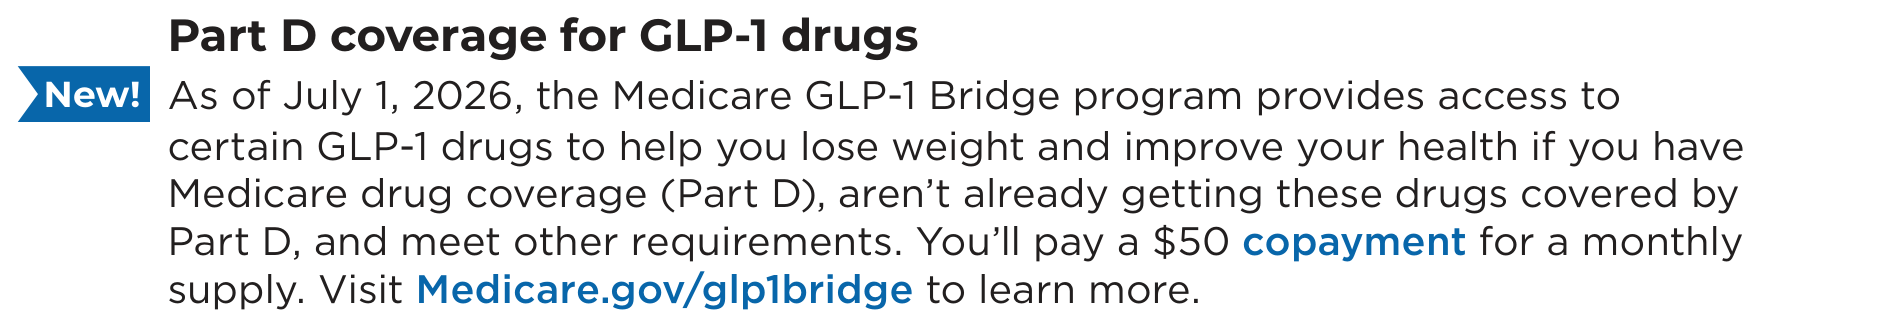 Part D coverage for GLP-1 drugs
New! As of July 1, 2026, the Medicare GLP-1 Bridge program provides access to
certain GLP-1 drugs to help you lose weight and improve your health if you have
Medicare drug coverage (Part D), aren’t already getting these drugs covered by
Part D, and meet other requirements. You’ll pay a $50 copayment for a monthly
supply. Visit Medicare.gov/glp1bridge to learn more.